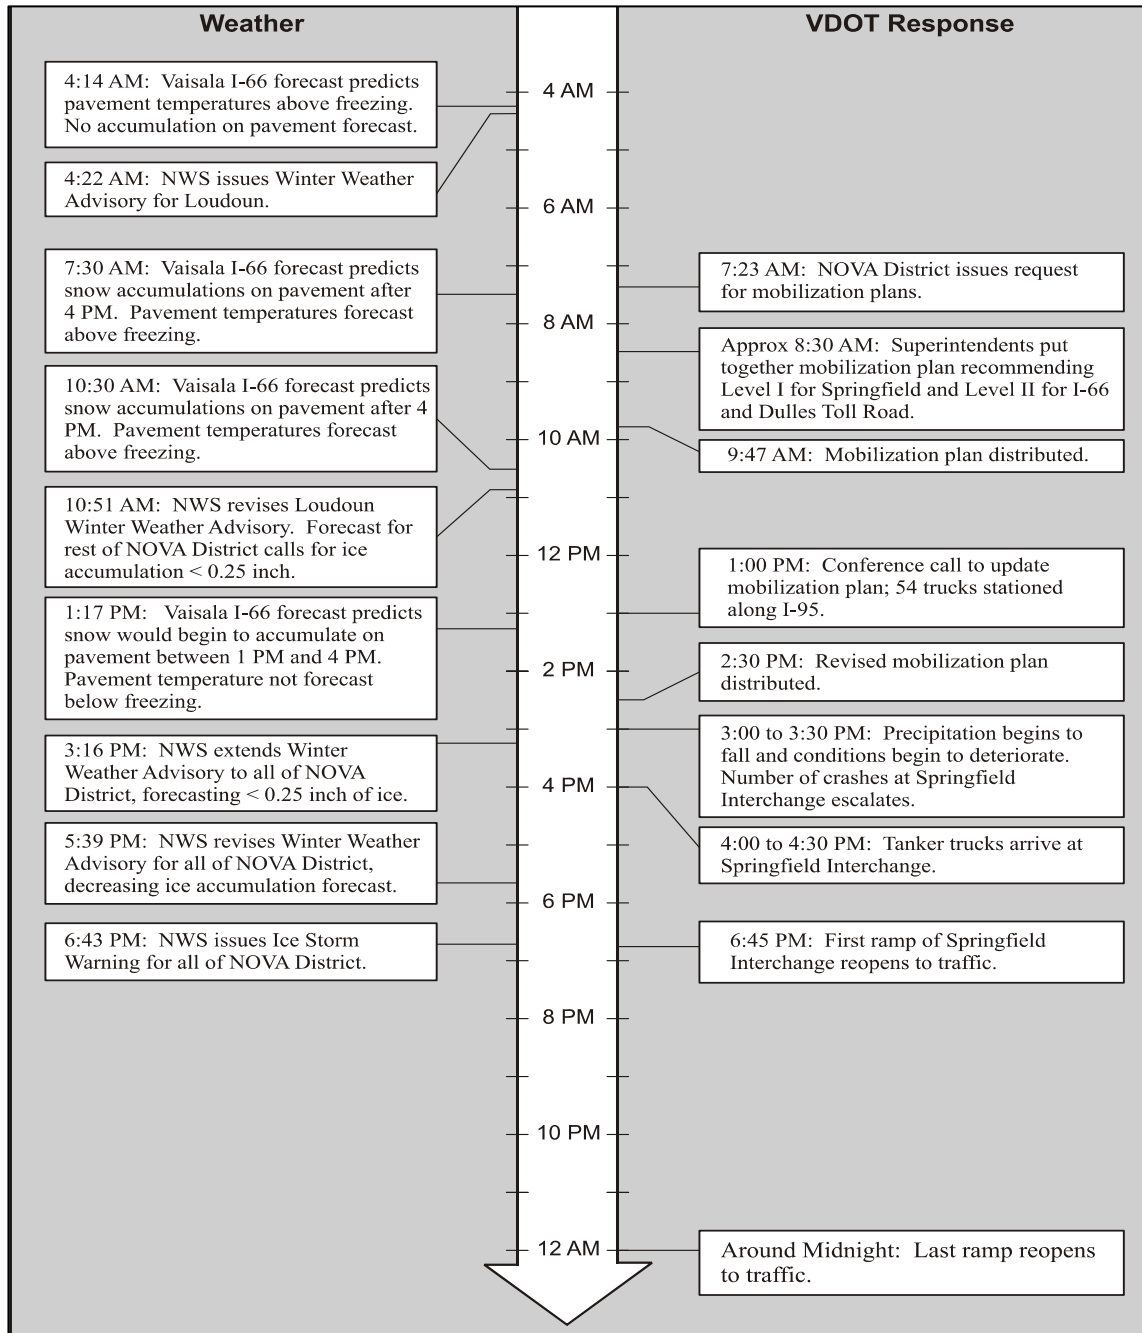 Weather
4:14 AM: Vaisala I-66 forecast predicts
pavement temperatures above freezing.
No accumulation on pavement forecast.
4:22 AM: NWS issues Winter Weather
Advisory for Loudoun.
7:30 AM: Vaisala I-66 forecast predicts
snow accumulations on pavement after
4 PM. Pavement temperatures forecast
above freezing.
10:30 AM: Vaisala I-66 forecast predicts
snow accumulations on pavement after 4
PM. Pavement temperatures forecast
above freezing.
10:51 AM: NWS revises Loudoun
Winter Weather Advisory. Forecast for
rest of NOVA District calls for ice
accumulation < 0.25 inch.
1:17 PM: Vaisala I-66 forecast predicts
snow would begin to accumulate on
pavement between 1 PM and 4 PM.
Pavement temperature not forecast
below freezing.
3:16 PM: NWS extends Winter
Weather Advisory to all of NOVA
District, forecasting < 0.25 inch of ice.
5:39 PM: NWS revises Winter Weather
Advisory for all of NOVA District,
decreasing ice accumulation forecast.
6:43 PM: NWS issues Ice Storm
Warning for all of NOVA District.
4 AM
6 AM
8 AM
10 AM
12 PM
2 PM
4 PM
6 PM
8 PM
10 PM
12 AM
VDOT Response
7:23 AM: NOVA District issues request
for mobilization plans.
Approx 8:30 AM: Superintendents put
together mobilization plan recommending
Level I for Springfield and Level II for I-66
and Dulles Toll Road.
9:47 AM: Mobilization plan distributed.
1:00 PM: Conference call to update
mobilization plan; 54 trucks stationed
along I-95.
2:30 PM: Revised mobilization plan
distributed.
3:00 to 3:30 PM: Precipitation begins to
fall and conditions begin to deteriorate.
Number of crashes at Springfield
Interchange escalates.
4:00 to 4:30 PM: Tanker trucks arrive at
Springfield Interchange.
6:45 PM: First ramp of Springfield
Interchange reopens to traffic.
Around Midnight: Last ramp reopens
to traffic.